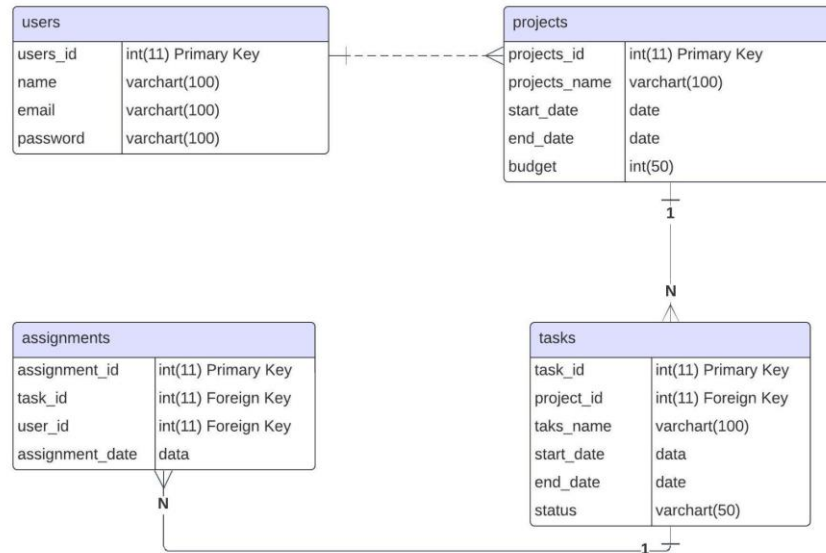 users
users_id int(11) Primary Key
name varchart(100)
email varchart(100)
password varchart(100)
projects
projects_id int(11) Primary Key
projects_name varchart(100)
start_date date
end_date date
budget int(50)
1
N
assignments
assignment_id int(11) Primary Key
task_id int(11) Foreign Key
user_id int(11) Foreign Key
assignment_date data
N
tasks
task_id int(11) Primary Key
project_id int(11) Foreign Key
taks_name varchart(100)
start_date data
end_date date
status varchart(50)
1